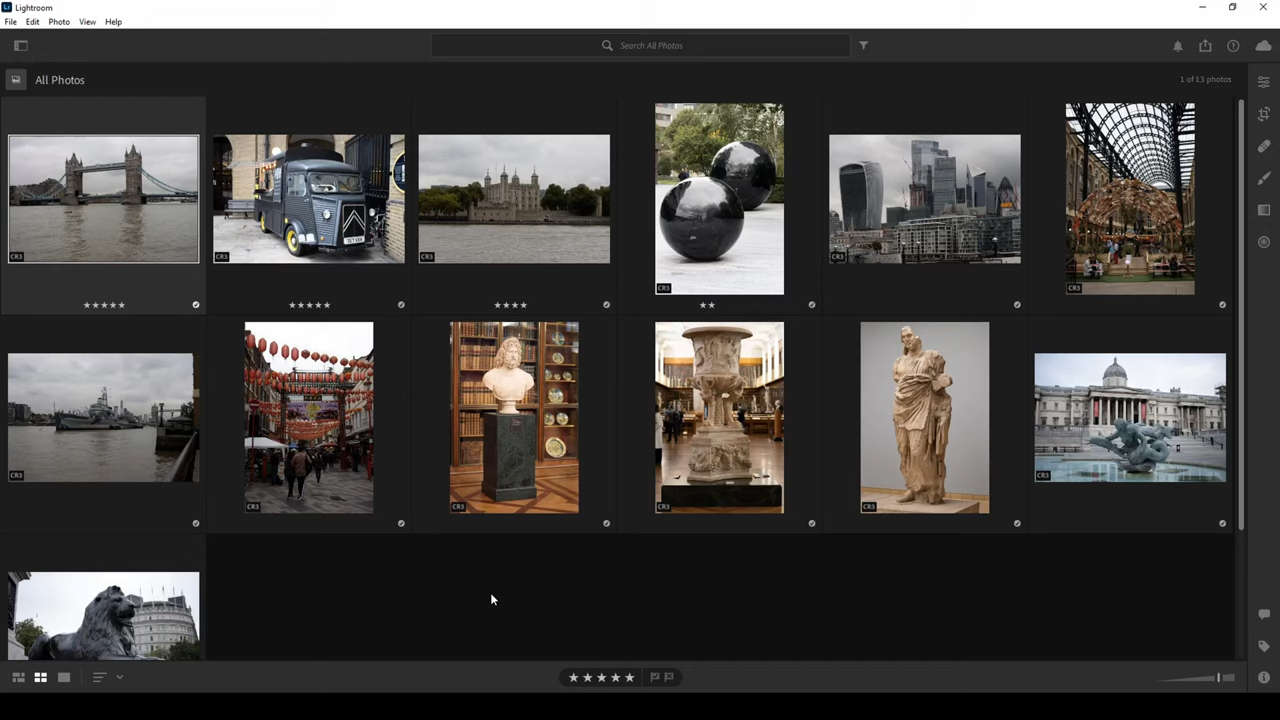 Lr Lightroom
File Edit Photo View Help
Search All Photos
All Photos
1 of 13 photos
CR3 CR3 CR3 CR3 CR3 CR3
★★★★★ ★★★★★ ★★★★ ★★
CR3 CR3 CR3 CR3 CR3 CR3
★★★★★